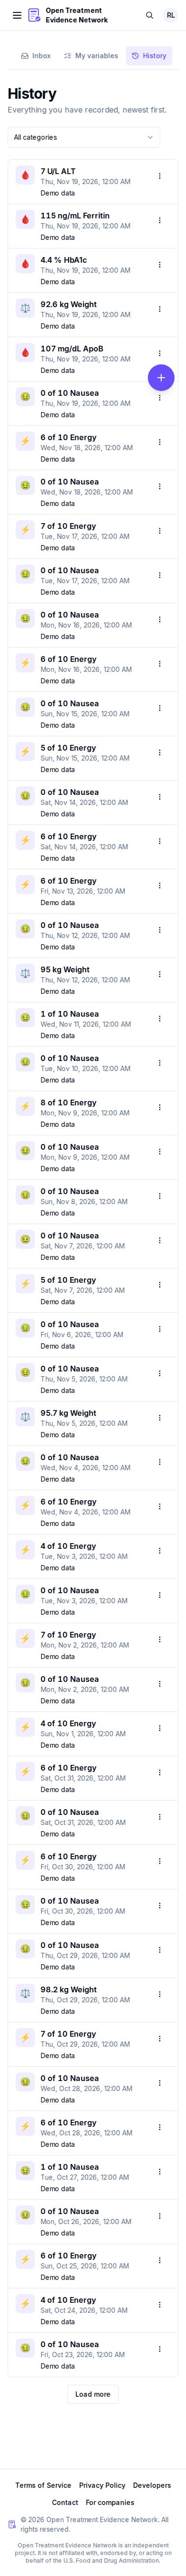 Open Treatment
Evidence Network
RL
Inbox
My variables
History
History
Everything you have recorded, newest first.
All categories
7 U/L ALT
Thu, Nov 19, 2026, 12:00 AM
Demo data
115 ng/mL Ferritin
Thu, Nov 19, 2026, 12:00 AM
Demo data
4.4 % HbA1c
Thu, Nov 19, 2026, 12:00 AM
Demo data
92.6 kg Weight
Thu, Nov 19, 2026, 12:00 AM
Demo data
107 mg/dL ApoB
Thu, Nov 19, 2026, 12:00 AM
Demo data
0 of 10 Nausea
Thu, Nov 19, 2026, 12:00 AM
Demo data
6 of 10 Energy
Wed, Nov 18, 2026, 12:00 AM
Demo data
0 of 10 Nausea
Wed, Nov 18, 2026, 12:00 AM
Demo data
7 of 10 Energy
Tue, Nov 17, 2026, 12:00 AM
Demo data
0 of 10 Nausea
Tue, Nov 17, 2026, 12:00 AM
Demo data
0 of 10 Nausea
Mon, Nov 16, 2026, 12:00 AM
Demo data
6 of 10 Energy
Mon, Nov 16, 2026, 12:00 AM
Demo data
0 of 10 Nausea
Sun, Nov 15, 2026, 12:00 AM
Demo data
5 of 10 Energy
Sun, Nov 15, 2026, 12:00 AM
Demo data
0 of 10 Nausea
Sat, Nov 14, 2026, 12:00 AM
Demo data
6 of 10 Energy
Sat, Nov 14, 2026, 12:00 AM
Demo data
6 of 10 Energy
Fri, Nov 13, 2026, 12:00 AM
Demo data
0 of 10 Nausea
Thu, Nov 12, 2026, 12:00 AM
Demo data
95 kg Weight
Thu, Nov 12, 2026, 12:00 AM
Demo data
1 of 10 Nausea
Wed, Nov 11, 2026, 12:00 AM
Demo data
0 of 10 Nausea
Tue, Nov 10, 2026, 12:00 AM
Demo data
8 of 10 Energy
Mon, Nov 9, 2026, 12:00 AM
Demo data
0 of 10 Nausea
Mon, Nov 9, 2026, 12:00 AM
Demo data
0 of 10 Nausea
Sun, Nov 8, 2026, 12:00 AM
Demo data
0 of 10 Nausea
Sat, Nov 7, 2026, 12:00 AM
Demo data
5 of 10 Energy
Sat, Nov 7, 2026, 12:00 AM
Demo data
0 of 10 Nausea
Fri, Nov 6, 2026, 12:00 AM
Demo data
0 of 10 Nausea
Thu, Nov 5, 2026, 12:00 AM
Demo data
95.7 kg Weight
Thu, Nov 5, 2026, 12:00 AM
Demo data
0 of 10 Nausea
Wed, Nov 4, 2026, 12:00 AM
Demo data
6 of 10 Energy
Wed, Nov 4, 2026, 12:00 AM
Demo data
4 of 10 Energy
Tue, Nov 3, 2026, 12:00 AM
Demo data
0 of 10 Nausea
Tue, Nov 3, 2026, 12:00 AM
Demo data
7 of 10 Energy
Mon, Nov 2, 2026, 12:00 AM
Demo data
0 of 10 Nausea
Mon, Nov 2, 2026, 12:00 AM
Demo data
4 of 10 Energy
Sun, Nov 1, 2026, 12:00 AM
Demo data
6 of 10 Energy
Sat, Oct 31, 2026, 12:00 AM
Demo data
0 of 10 Nausea
Sat, Oct 31, 2026, 12:00 AM
Demo data
6 of 10 Energy
Fri, Oct 30, 2026, 12:00 AM
Demo data
0 of 10 Nausea
Fri, Oct 30, 2026, 12:00 AM
Demo data
0 of 10 Nausea
Thu, Oct 29, 2026, 12:00 AM
Demo data
98.2 kg Weight
Thu, Oct 29, 2026, 12:00 AM
Demo data
7 of 10 Energy
Thu, Oct 29, 2026, 12:00 AM
Demo data
0 of 10 Nausea
Wed, Oct 28, 2026, 12:00 AM
Demo data
6 of 10 Energy
Wed, Oct 28, 2026, 12:00 AM
Demo data
1 of 10 Nausea
Tue, Oct 27, 2026, 12:00 AM
Demo data
0 of 10 Nausea
Mon, Oct 26, 2026, 12:00 AM
Demo data
6 of 10 Energy
Sun, Oct 25, 2026, 12:00 AM
Demo data
4 of 10 Energy
Sat, Oct 24, 2026, 12:00 AM
Demo data
0 of 10 Nausea
Fri, Oct 23, 2026, 12:00 AM
Demo data
Load more
Terms of Service Privacy Policy Developers
Contact For companies
© 2026 Open Treatment Evidence Network. All
rights reserved.
Open Treatment Evidence Network is an independent
project. It is not affiliated with, endorsed by, or acting on
behalf of the U.S. Food and Drug Administration.